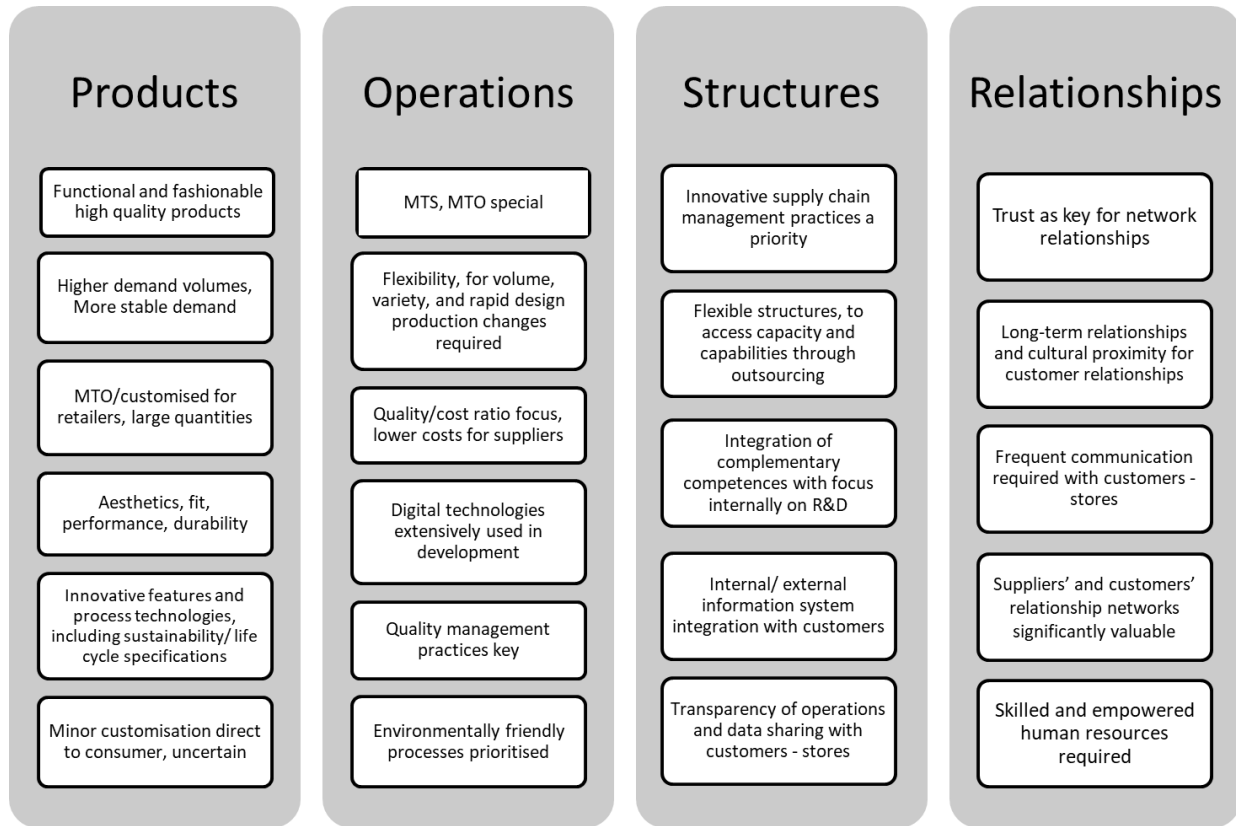 Products
Functional and fashionable
high quality products
Higher demand volumes,
More stable demand
MTO/customised for
retailers, large quantities
Aesthetics, fit,
performance, durability
Innovative features and
process technologies,
including sustainability/ life
cycle specifications
Minor customisation direct
to consumer, uncertain
Operations
MTS, MTO special
Flexibility, for volume,
variety, and rapid design
production changes
required
Quality/cost ratio focus,
lower costs for suppliers
Digital technologies
extensively used in
development
Quality management
practices key
Environmentally friendly
processes prioritised
Structures
Innovative supply chain
management practices a
priority
Flexible structures, to
access capacity and
capabilities through
outsourcing
Integration of
complementary
competences with focus
internally on R&D
Internal/ external
information system
integration with customers
Transparency of operations
and data sharing with
customers - stores
Relationships
Trust as key for network
relationships
Long-term relationships
and cultural proximity for
customer relationships
Frequent communication
required with customers -
stores
Suppliers’ and customers’
relationship networks
significantly valuable
Skilled and empowered
human resources
required